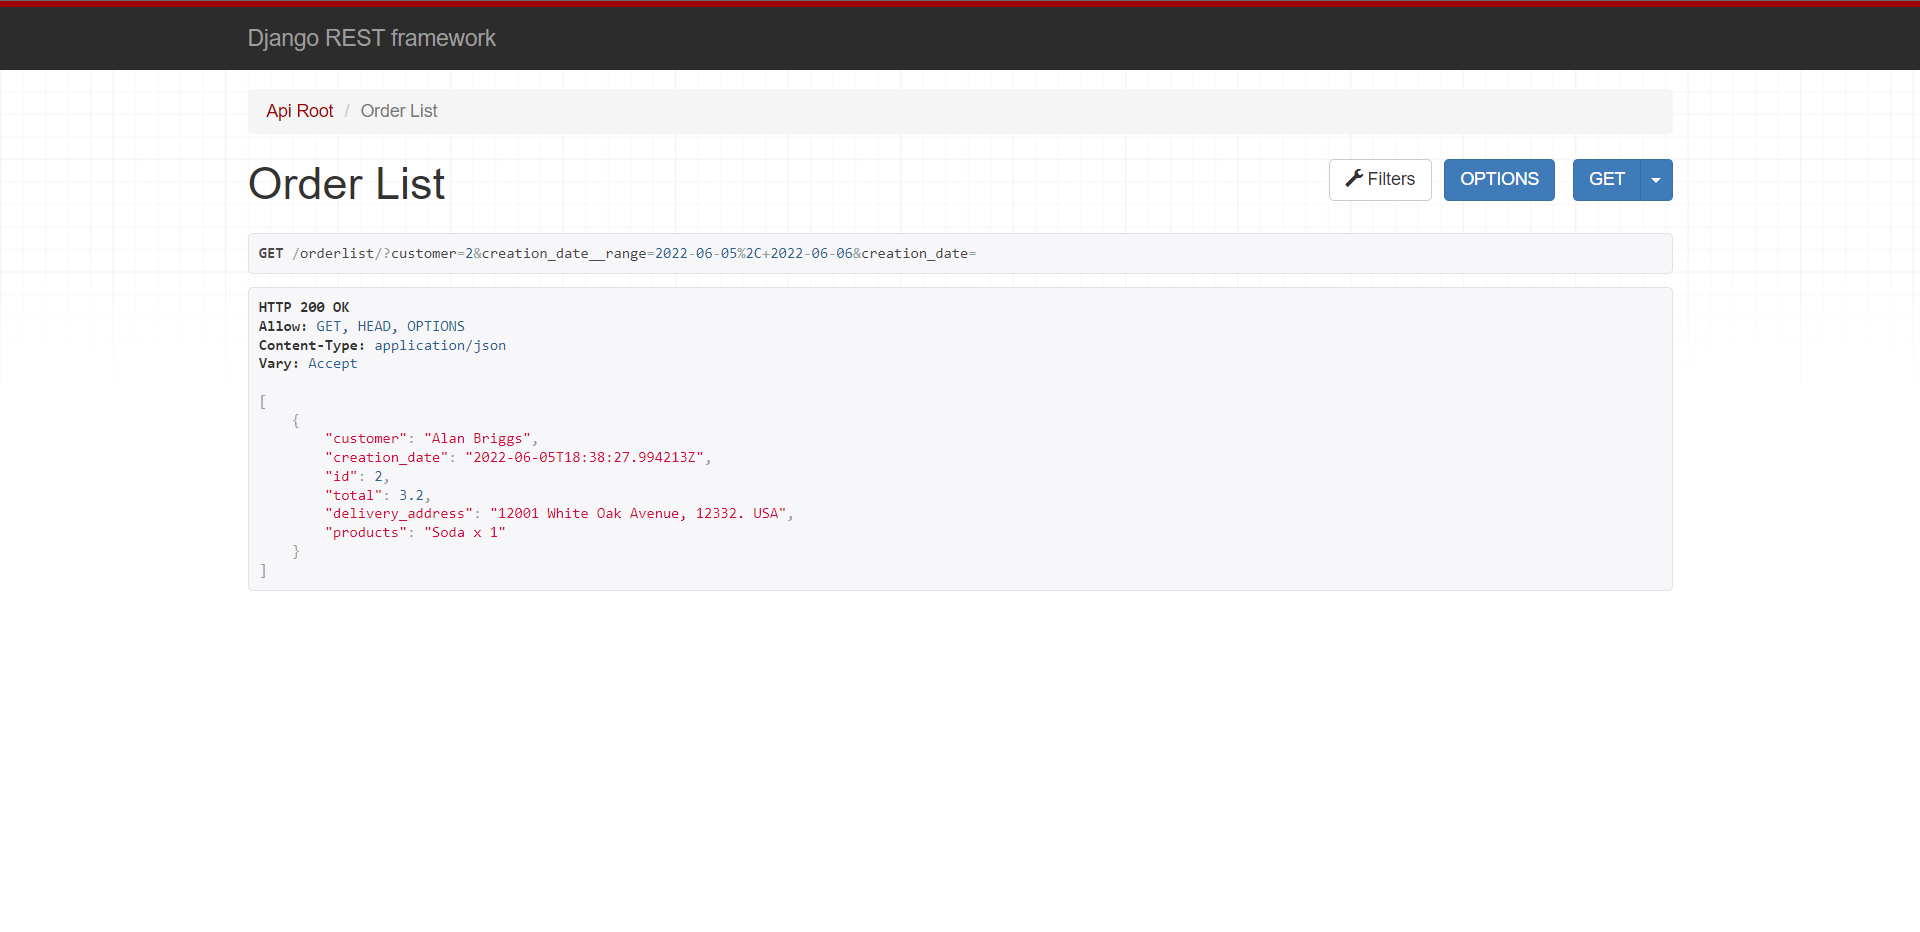 Django REST framework
Api Root / Order List
Order List
Filters
OPTIONS
GET
GET /orderlist/?customer=2&creation_date__range=2022-06-05%2C+2022-06-06&creation_date=
HTTP 200 OK
Allow: GET, HEAD, OPTIONS
Content-Type: application/json
Vary: Accept
[
    {
        "customer": "Alan Briggs",
        "creation_date": "2022-06-05T18:38:27.994213Z",
        "id": 2,
        "total": 3.2,
        "delivery_address": "12001 White Oak Avenue, 12332. USA",
        "products": "Soda x 1"
    }
]